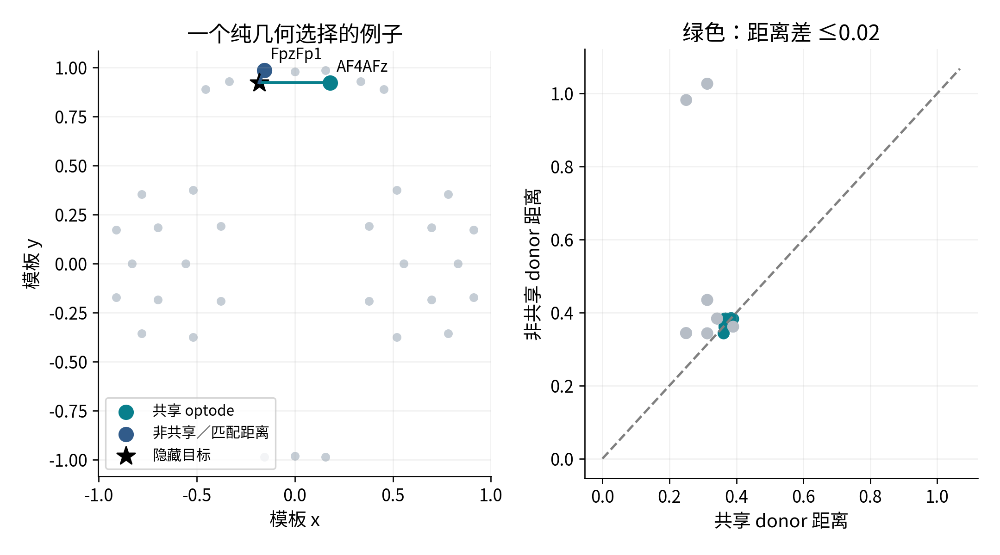 一个纯几何选择的例子
FpzFp1
AF4AFz
1.00
0.75
0.50
0.25
0.00
-0.25
-0.50
-0.75
-1.00
模板 y
共享 optode
非共享／匹配距离
隐藏目标
-1.0
-0.5
0.0
0.5
1.0
模板 x
绿色：距离差 ≤0.02
1.0
0.8
0.6
0.4
0.2
0.0
非共享 donor 距离
0.0
0.2
0.4
0.6
0.8
1.0
共享 donor 距离